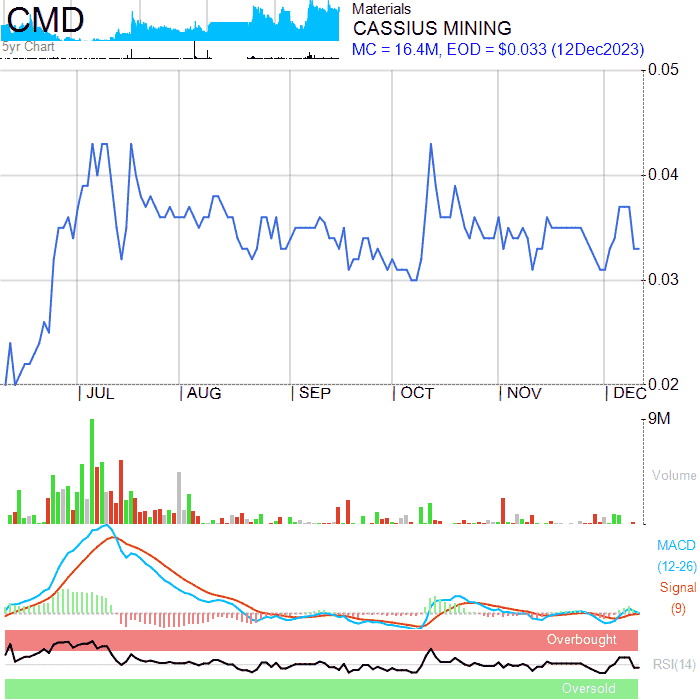 CMD
5yr Chart
Materials
CASSIUS MINING
MC = 16.4M, EOD = $0.033 (12Dec2023)
0.05
0.04
0.03
0.02
| JUL | AUG | SEP | OCT | NOV | DEC
9M
Volume
MACD
(12-26)
Signal
(9)
Overbought
RSI(14)
Oversold